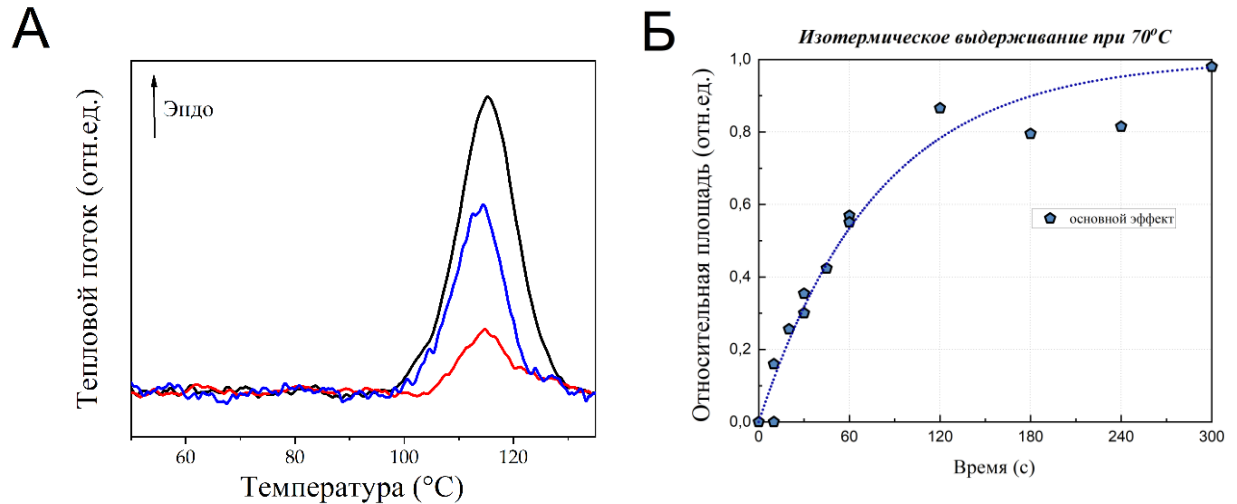 А
Эндо
Тепловой поток (отн.ед.)
60
80
100
120
Температура (°C)
Б
Изотермическое выдерживание при 70°C
Относительная площадь (отн.ед.)
1,0
0,8
0,6
0,4
0,2
0,0
основной эффект
0
60
120
180
240
300
Время (с)